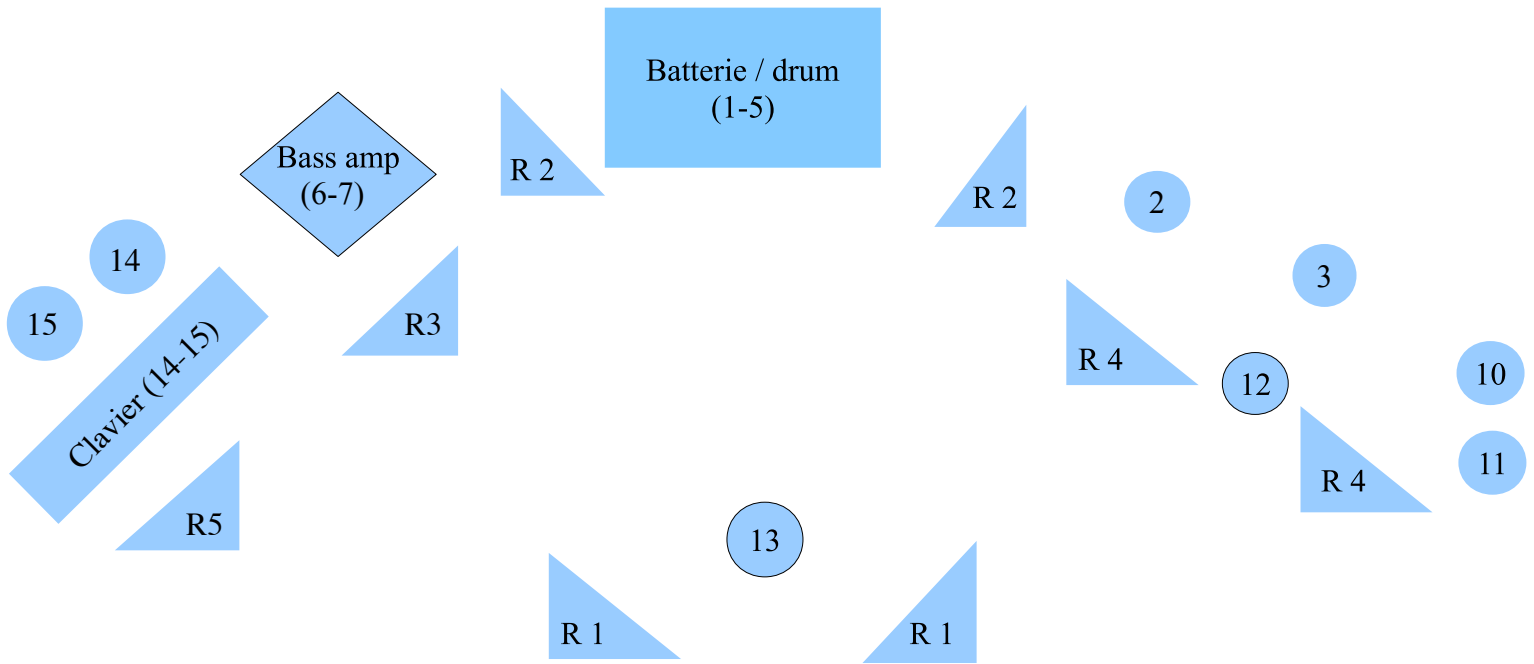 Batterie / drum
(1-5)
Bass amp
(6-7)
R 2
R 2
2
14
3
15
R3
Clavier (14-15)
R 4
12
10
11
R 4
R5
13
R 1
R 1